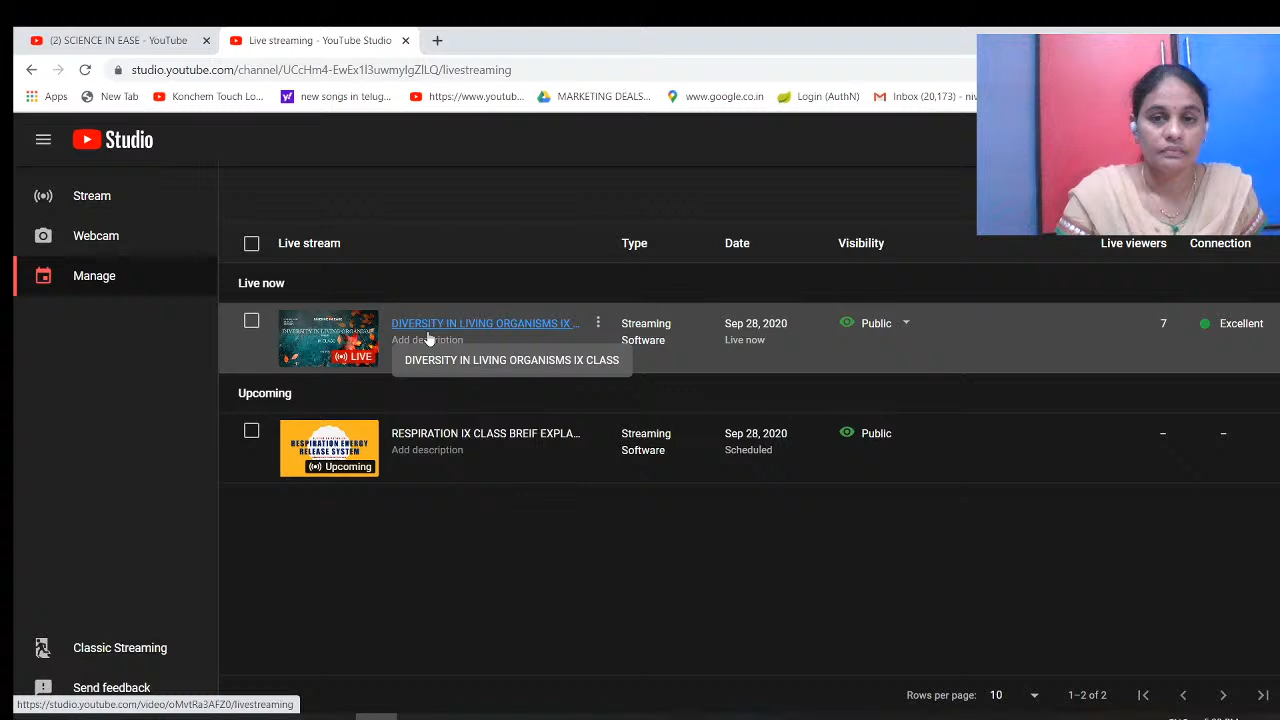 (2) SCIENCE IN EASE - YouTube
Live streaming - YouTube Studio
studio.youtube.com/channel/UCcHm4-EwEx1l3uwmylgZlLQ/livestreaming
Apps
New Tab
Konchem Touch Lo...
new songs in telug...
https://www.youtub...
MARKETING DEALS...
www.google.co.in
Login (AuthN)
Inbox (20,173) - niv
Studio
Stream
Webcam
Manage
Live stream
Type
Date
Visibility
Live viewers
Connection
Live now
DIVERSITY IN LIVING ORGANISM
LIVE
DIVERSITY IN LIVING ORGANISMS IX ...
Add description
DIVERSITY IN LIVING ORGANISMS IX CLASS
Streaming
Software
Sep 28, 2020
Live now
Public
7
Excellent
Upcoming
RESPIRATION ENERGY
RELEASE SYSTEM
Upcoming
RESPIRATION IX CLASS BREIF EXPLA...
Add description
Streaming
Software
Sep 28, 2020
Scheduled
Public
–
–
Classic Streaming
Send feedback
Rows per page: 10
1–2 of 2
https://studio.youtube.com/video/oMvtRa3AFZ0/livestreaming